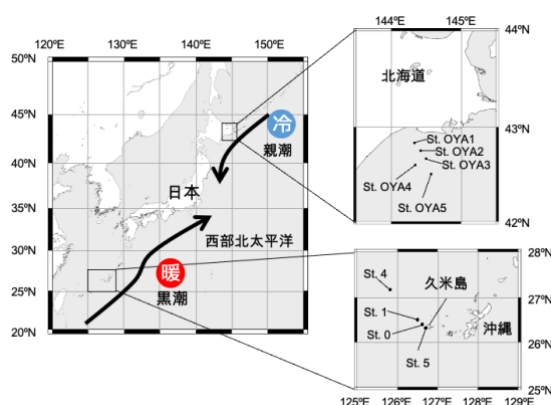 120°E
130°E
140°E
150°E
50°N
45°N
40°N
35°N
30°N
25°N
20°N
冷
親潮
日本
西部北太平洋
暖
黒潮
144°E
145°E
44°N
43°N
42°N
北海道
St. OYA1
St. OYA2
St. OYA3
St. OYA4
St. OYA5
28°N
27°N
26°N
25°N
St. 4
久米島
St. 1
沖縄
St. 0
St. 5
125°E
126°E
127°E
128°E
129°E